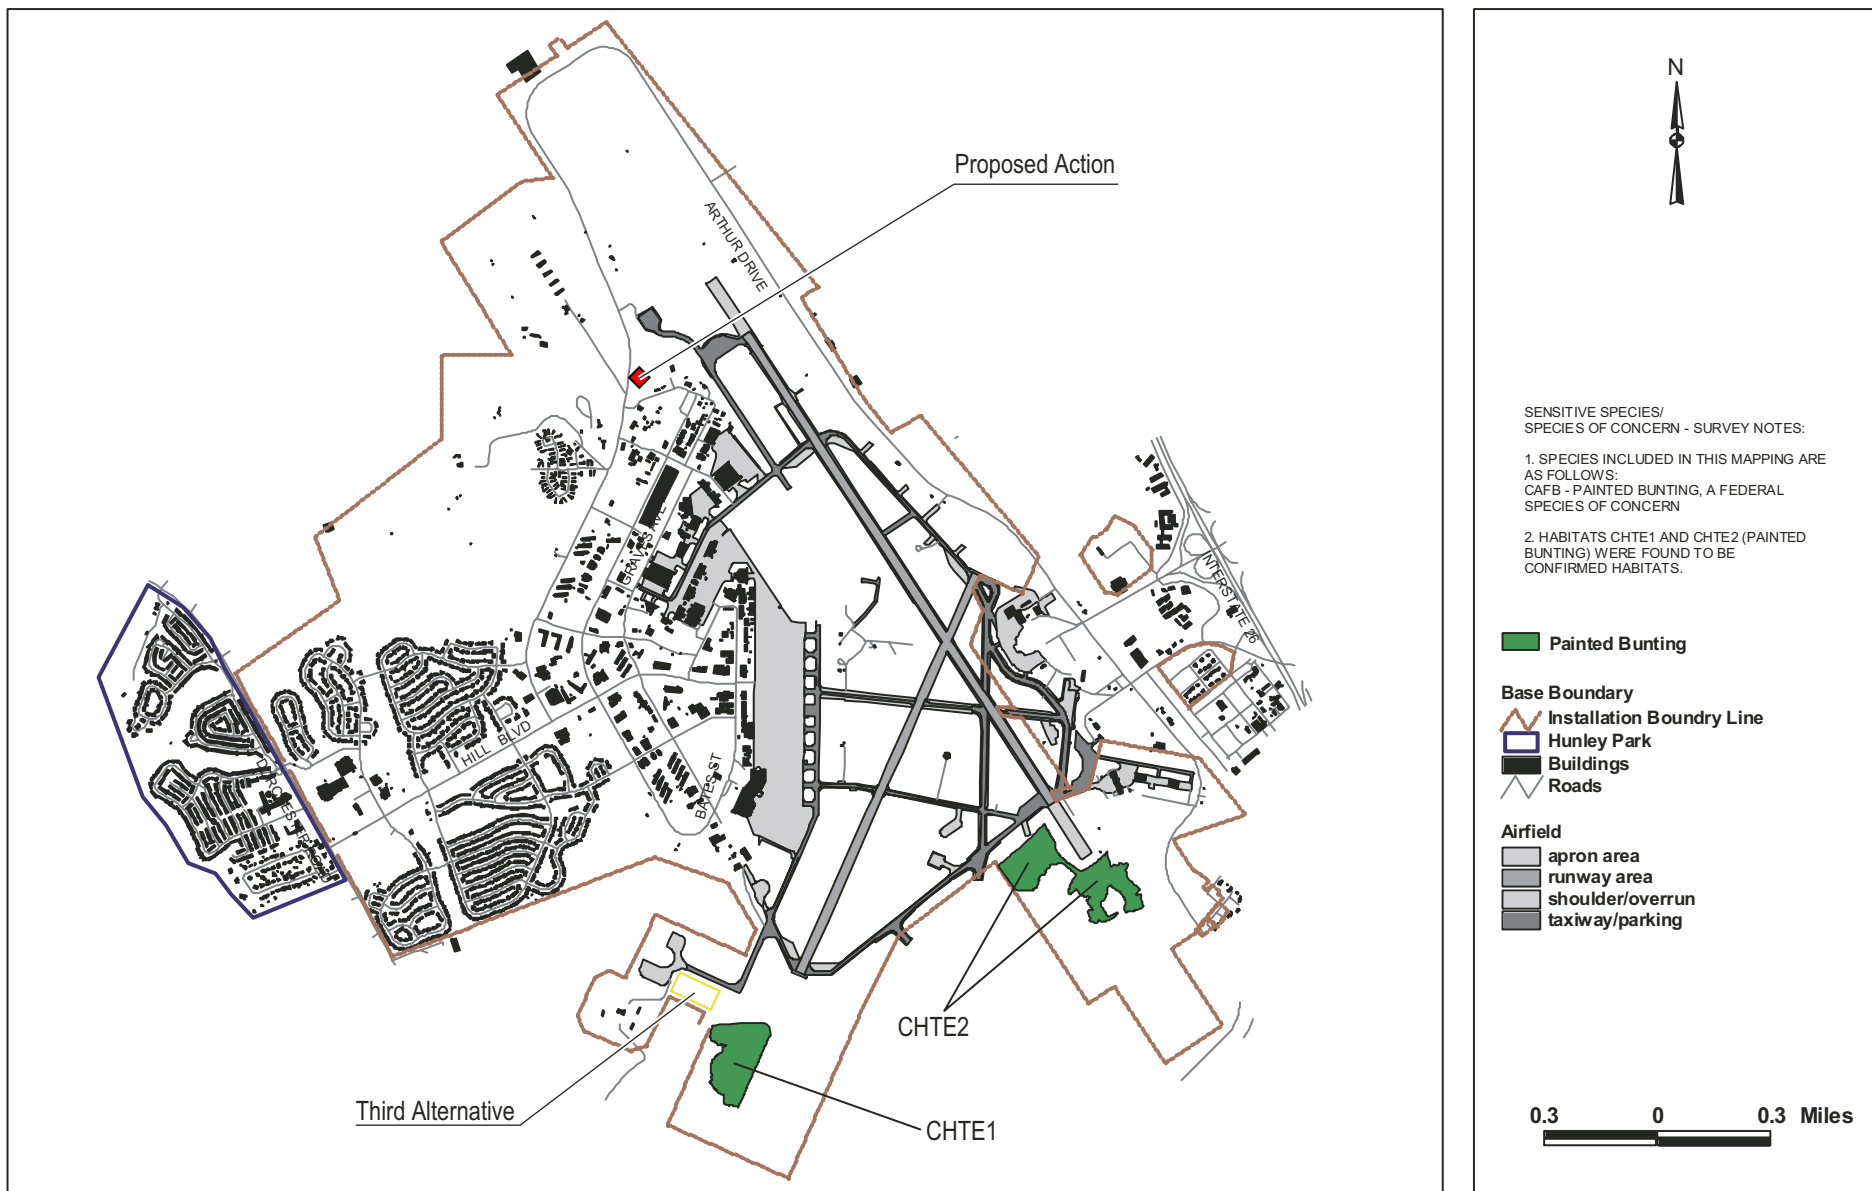 Proposed Action
ARTHUR DRIVE
GRAVES AVE
HILL BLVD
BATES ST
INTERSTATE 26
CHTE2
CHTE1
Third Alternative
N
SENSITIVE SPECIES/
SPECIES OF CONCERN - SURVEY NOTES:
1. SPECIES INCLUDED IN THIS MAPPING ARE
AS FOLLOWS:
CAFB - PAINTED BUNTING, A FEDERAL
SPECIES OF CONCERN
2. HABITATS CHTE1 AND CHTE2 (PAINTED
BUNTING) WERE FOUND TO BE
CONFIRMED HABITATS.
Painted Bunting
Base Boundary
Installation Boundry Line
Hunley Park
Buildings
Roads
Airfield
apron area
runway area
shoulder/overrun
taxiway/parking
0.3 0 0.3 Miles